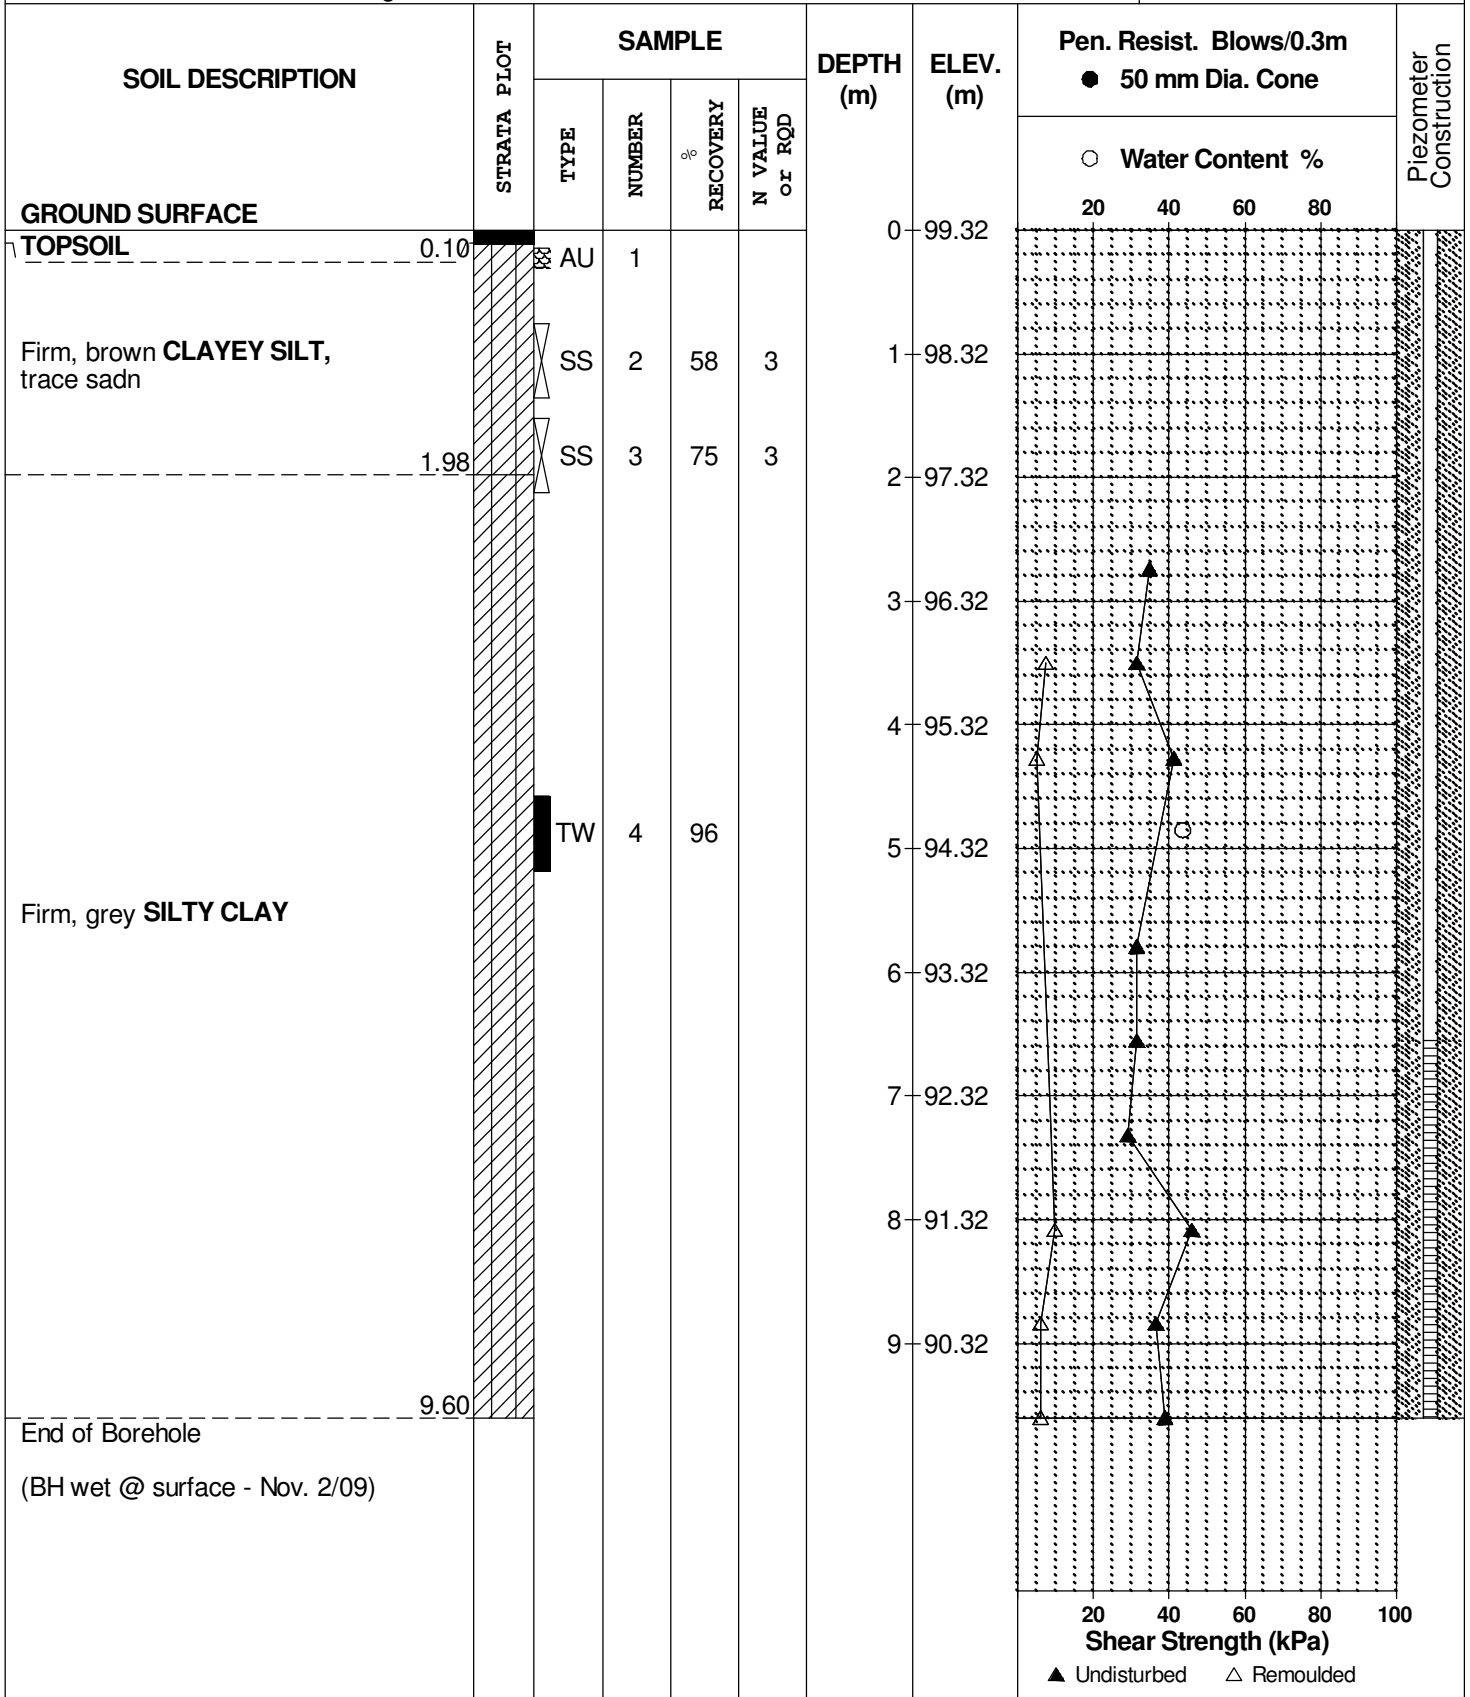 SOIL DESCRIPTION
STRATA PLOT
SAMPLE
TYPE
NUMBER
% RECOVERY
N VALUE or RQD
DEPTH (m)
ELEV. (m)
Pen. Resist. Blows/0.3m
● 50 mm Dia. Cone
○ Water Content %
Piezometer Construction
20 40 60 80
GROUND SURFACE
0 99.32
TOPSOIL 0.10
AU 1
Firm, brown CLAYEY SILT,
trace sadn
SS 2 58 3
1 98.32
SS 3 75 3
1.98
2 97.32
3 96.32
4 95.32
TW 4 96
5 94.32
Firm, grey SILTY CLAY
6 93.32
7 92.32
8 91.32
9 90.32
9.60
End of Borehole
(BH wet @ surface - Nov. 2/09)
20 40 60 80 100
Shear Strength (kPa)
▲ Undisturbed △ Remoulded